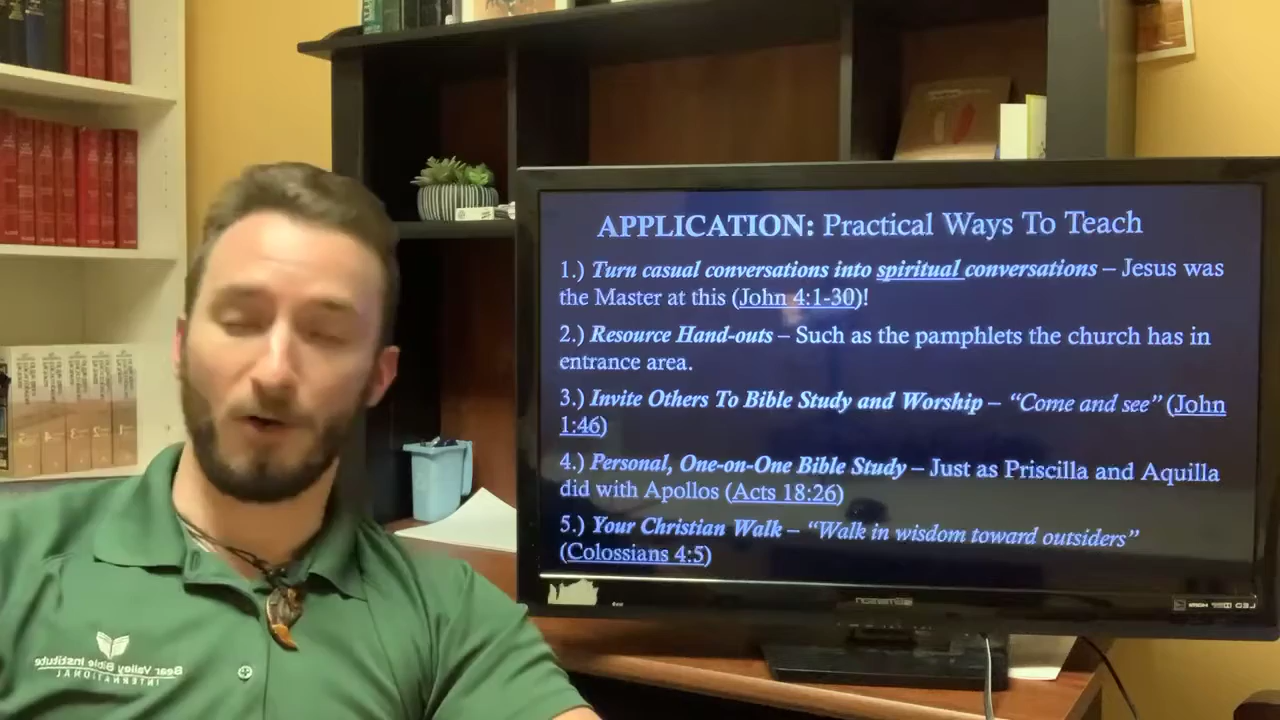 APPLICATION: Practical Ways To Teach
1.) Turn casual conversations into spiritual conversations – Jesus was
the Master at this (John 4:1-30)!
2.) Resource Hand-outs – Such as the pamphlets the church has in
entrance area.
3.) Invite Others To Bible Study and Worship – “Come and see” (John
1:46)
4.) Personal, One-on-One Bible Study – Just as Priscilla and Aquilla
did with Apollos (Acts 18:26)
5.) Your Christian Walk – “Walk in wisdom toward outsiders”
(Colossians 4:5)
Bear Valley Bible Institute
INTERNATIONAL